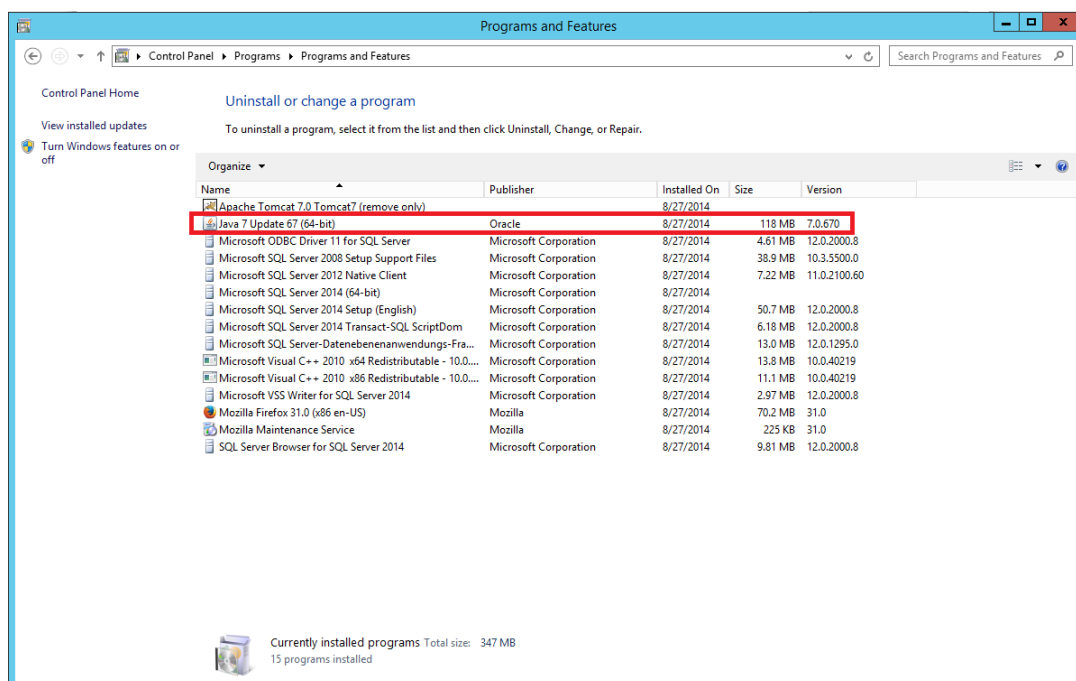 Programs and Features
Control Panel Programs Programs and Features
Search Programs and Features
Control Panel Home
View installed updates
Turn Windows features on or
off
Uninstall or change a program
To uninstall a program, select it from the list and then click Uninstall, Change, or Repair.
Organize
Name Publisher Installed On Size Version
Apache Tomcat 7.0 Tomcat7 (remove only) 8/27/2014
Java 7 Update 67 (64-bit) Oracle 8/27/2014 118 MB 7.0.670
Microsoft ODBC Driver 11 for SQL Server Microsoft Corporation 8/27/2014 4.61 MB 12.0.2000.8
Microsoft SQL Server 2008 Setup Support Files Microsoft Corporation 8/27/2014 38.9 MB 10.3.5500.0
Microsoft SQL Server 2012 Native Client Microsoft Corporation 8/27/2014 7.22 MB 11.0.2100.60
Microsoft SQL Server 2014 (64-bit) Microsoft Corporation 8/27/2014
Microsoft SQL Server 2014 Setup (English) Microsoft Corporation 8/27/2014 50.7 MB 12.0.2000.8
Microsoft SQL Server 2014 Transact-SQL ScriptDom Microsoft Corporation 8/27/2014 6.18 MB 12.0.2000.8
Microsoft SQL Server-Datenebenenanwendungs-Fra... Microsoft Corporation 8/27/2014 13.0 MB 12.0.1295.0
Microsoft Visual C++ 2010 x64 Redistributable - 10.0.... Microsoft Corporation 8/27/2014 13.8 MB 10.0.40219
Microsoft Visual C++ 2010 x86 Redistributable - 10.0.... Microsoft Corporation 8/27/2014 11.1 MB 10.0.40219
Microsoft VSS Writer for SQL Server 2014 Microsoft Corporation 8/27/2014 2.97 MB 12.0.2000.8
Mozilla Firefox 31.0 (x86 en-US) Mozilla 8/27/2014 70.2 MB 31.0
Mozilla Maintenance Service Mozilla 8/27/2014 225 KB 31.0
SQL Server Browser for SQL Server 2014 Microsoft Corporation 8/27/2014 9.81 MB 12.0.2000.8
Currently installed programs Total size: 347 MB
15 programs installed